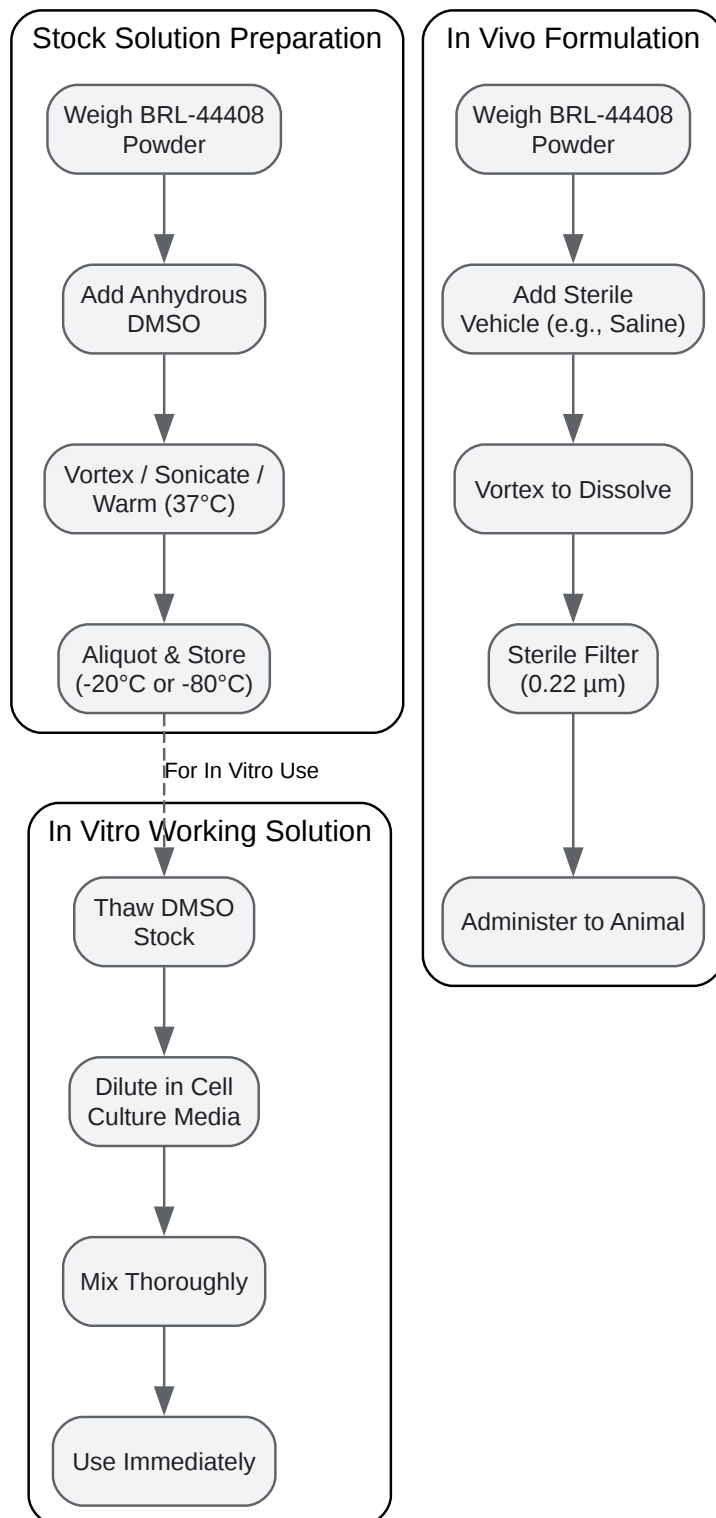 Stock Solution Preparation
Weigh BRL-44408
Powder
Add Anhydrous
DMSO
Vortex / Sonicate /
Warm (37°C)
Aliquot & Store
(-20°C or -80°C)
For In Vitro Use
In Vitro Working Solution
Thaw DMSO
Stock
Dilute in Cell
Culture Media
Mix Thoroughly
Use Immediately
In Vivo Formulation
Weigh BRL-44408
Powder
Add Sterile
Vehicle (e.g., Saline)
Vortex to Dissolve
Sterile Filter
(0.22 µm)
Administer to Animal